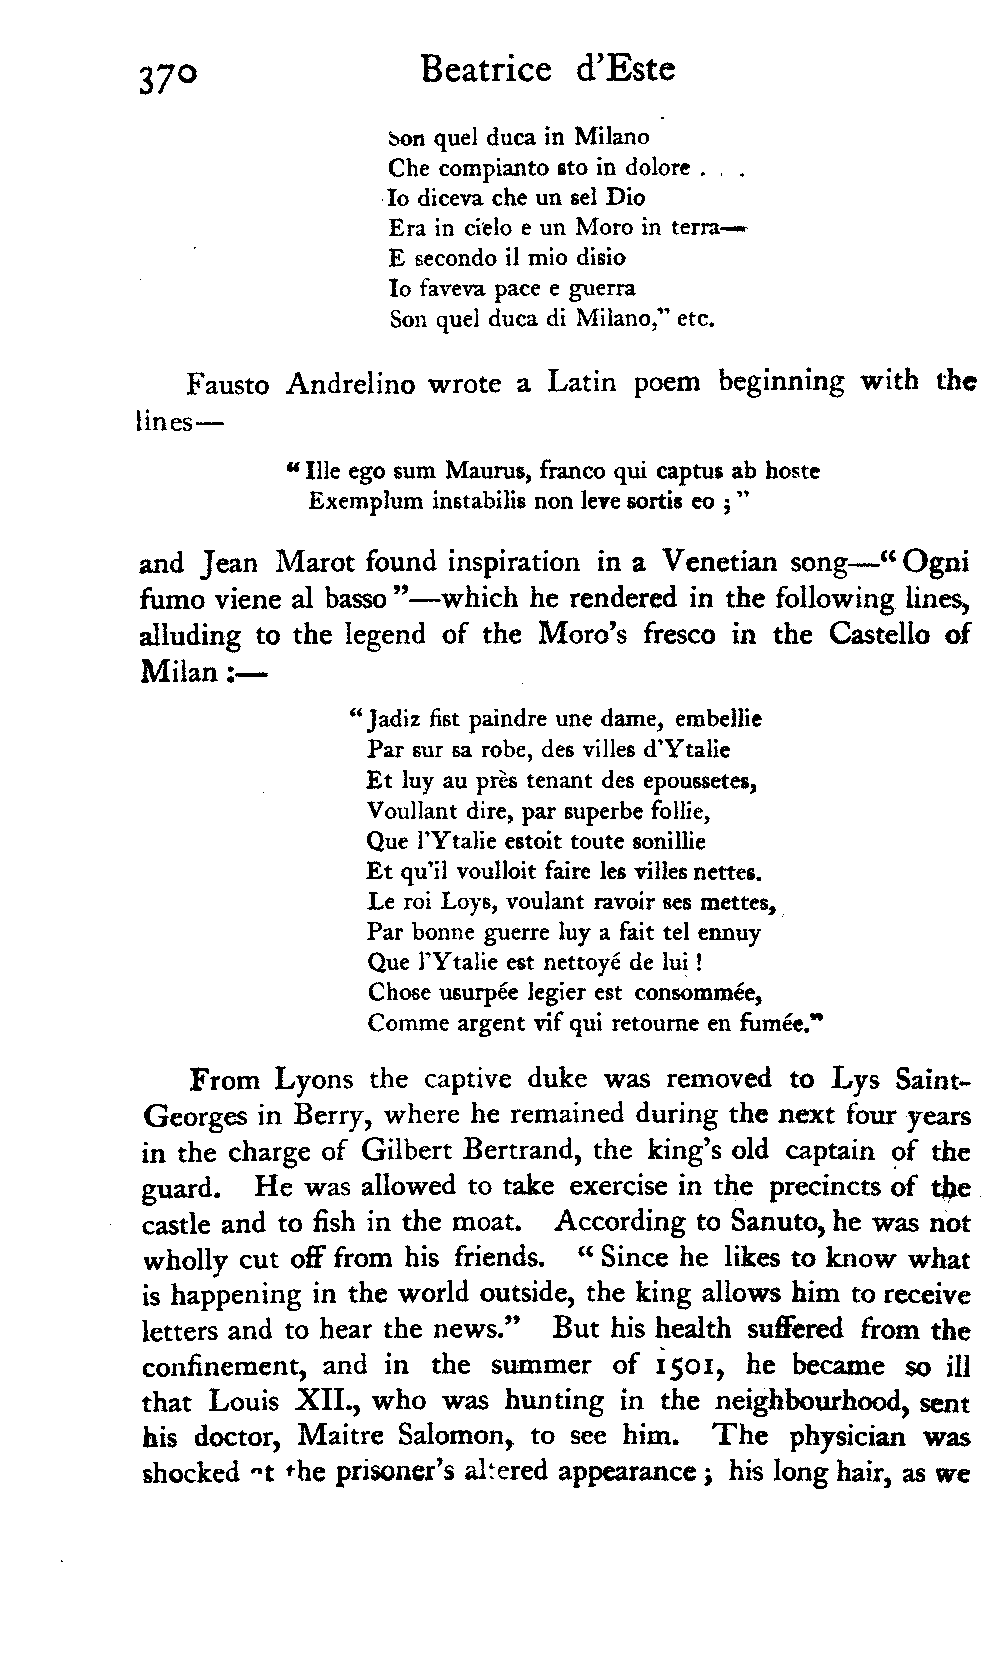 370 Beatrice d'Este
Son quel duca in Milano
Che compianto sto in dolore . . .
Io diceva che un sel Dio
Era in cielo e un Moro in terra—
E secondo il mio disio
Io faveva pace e guerra
Son quel duca di Milano," etc.
Fausto Andrelino wrote a Latin poem beginning with the
lines—
"Ille ego sum Maurus, franco qui captus ab hoste
Exemplum instabilis non leve sortis eo ;"
and Jean Marot found inspiration in a Venetian song—"Ogni
fumo viene al basso"—which he rendered in the following lines,
alluding to the legend of the Moro's fresco in the Castello of
Milan :—
"Jadiz fist paindre une dame, embellie
Par sur sa robe, des villes d'Ytalie
Et luy au près tenant des epoussetes,
Voullant dire, par superbe follie,
Que l'Ytalie estoit toute sonillie
Et qu'il voulloit faire les villes nettes.
Le roi Loys, voulant ravoir ses mettes,
Par bonne guerre luy a fait tel ennuy
Que l'Ytalie est nettoyé de lui !
Chose usurpée legier est consommée,
Comme argent vif qui retourne en fumée."
From Lyons the captive duke was removed to Lys Saint-
Georges in Berry, where he remained during the next four years
in the charge of Gilbert Bertrand, the king's old captain of the
guard. He was allowed to take exercise in the precincts of the
castle and to fish in the moat. According to Sanuto, he was not
wholly cut off from his friends. "Since he likes to know what
is happening in the world outside, the king allows him to receive
letters and to hear the news." But his health suffered from the
confinement, and in the summer of 1501, he became so ill
that Louis XII., who was hunting in the neighbourhood, sent
his doctor, Maitre Salomon, to see him. The physician was
shocked at the prisoner's altered appearance ; his long hair, as we